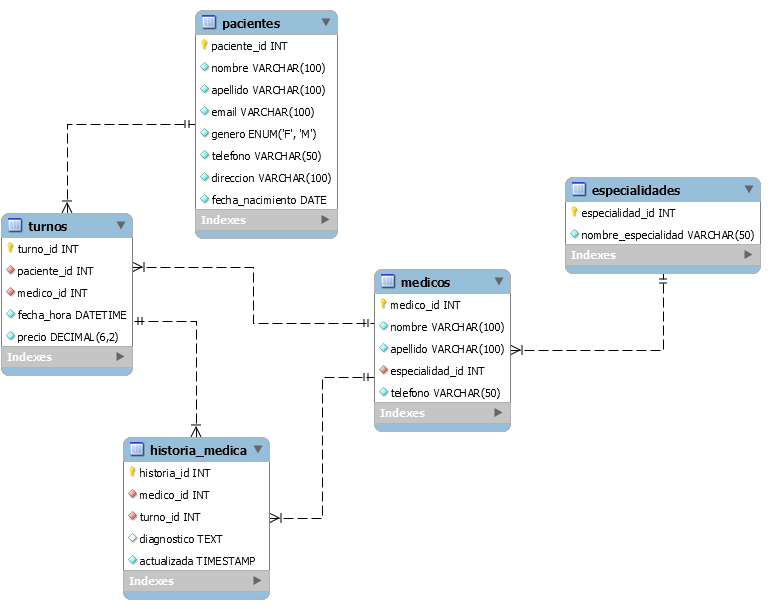 pacientes
paciente_id INT
nombre VARCHAR(100)
apellido VARCHAR(100)
email VARCHAR(100)
genero ENUM('F', 'M')
telefono VARCHAR(50)
direccion VARCHAR(100)
fecha_nacimiento DATE
Indexes
turnos
turno_id INT
paciente_id INT
medico_id INT
fecha_hora DATETIME
precio DECIMAL(6,2)
Indexes
medicos
medico_id INT
nombre VARCHAR(100)
apellido VARCHAR(100)
especialidad_id INT
telefono VARCHAR(50)
Indexes
especialidades
especialidad_id INT
nombre_especialidad VARCHAR(50)
Indexes
historia_medica
historia_id INT
medico_id INT
turno_id INT
diagnostico TEXT
actualizada TIMESTAMP
Indexes